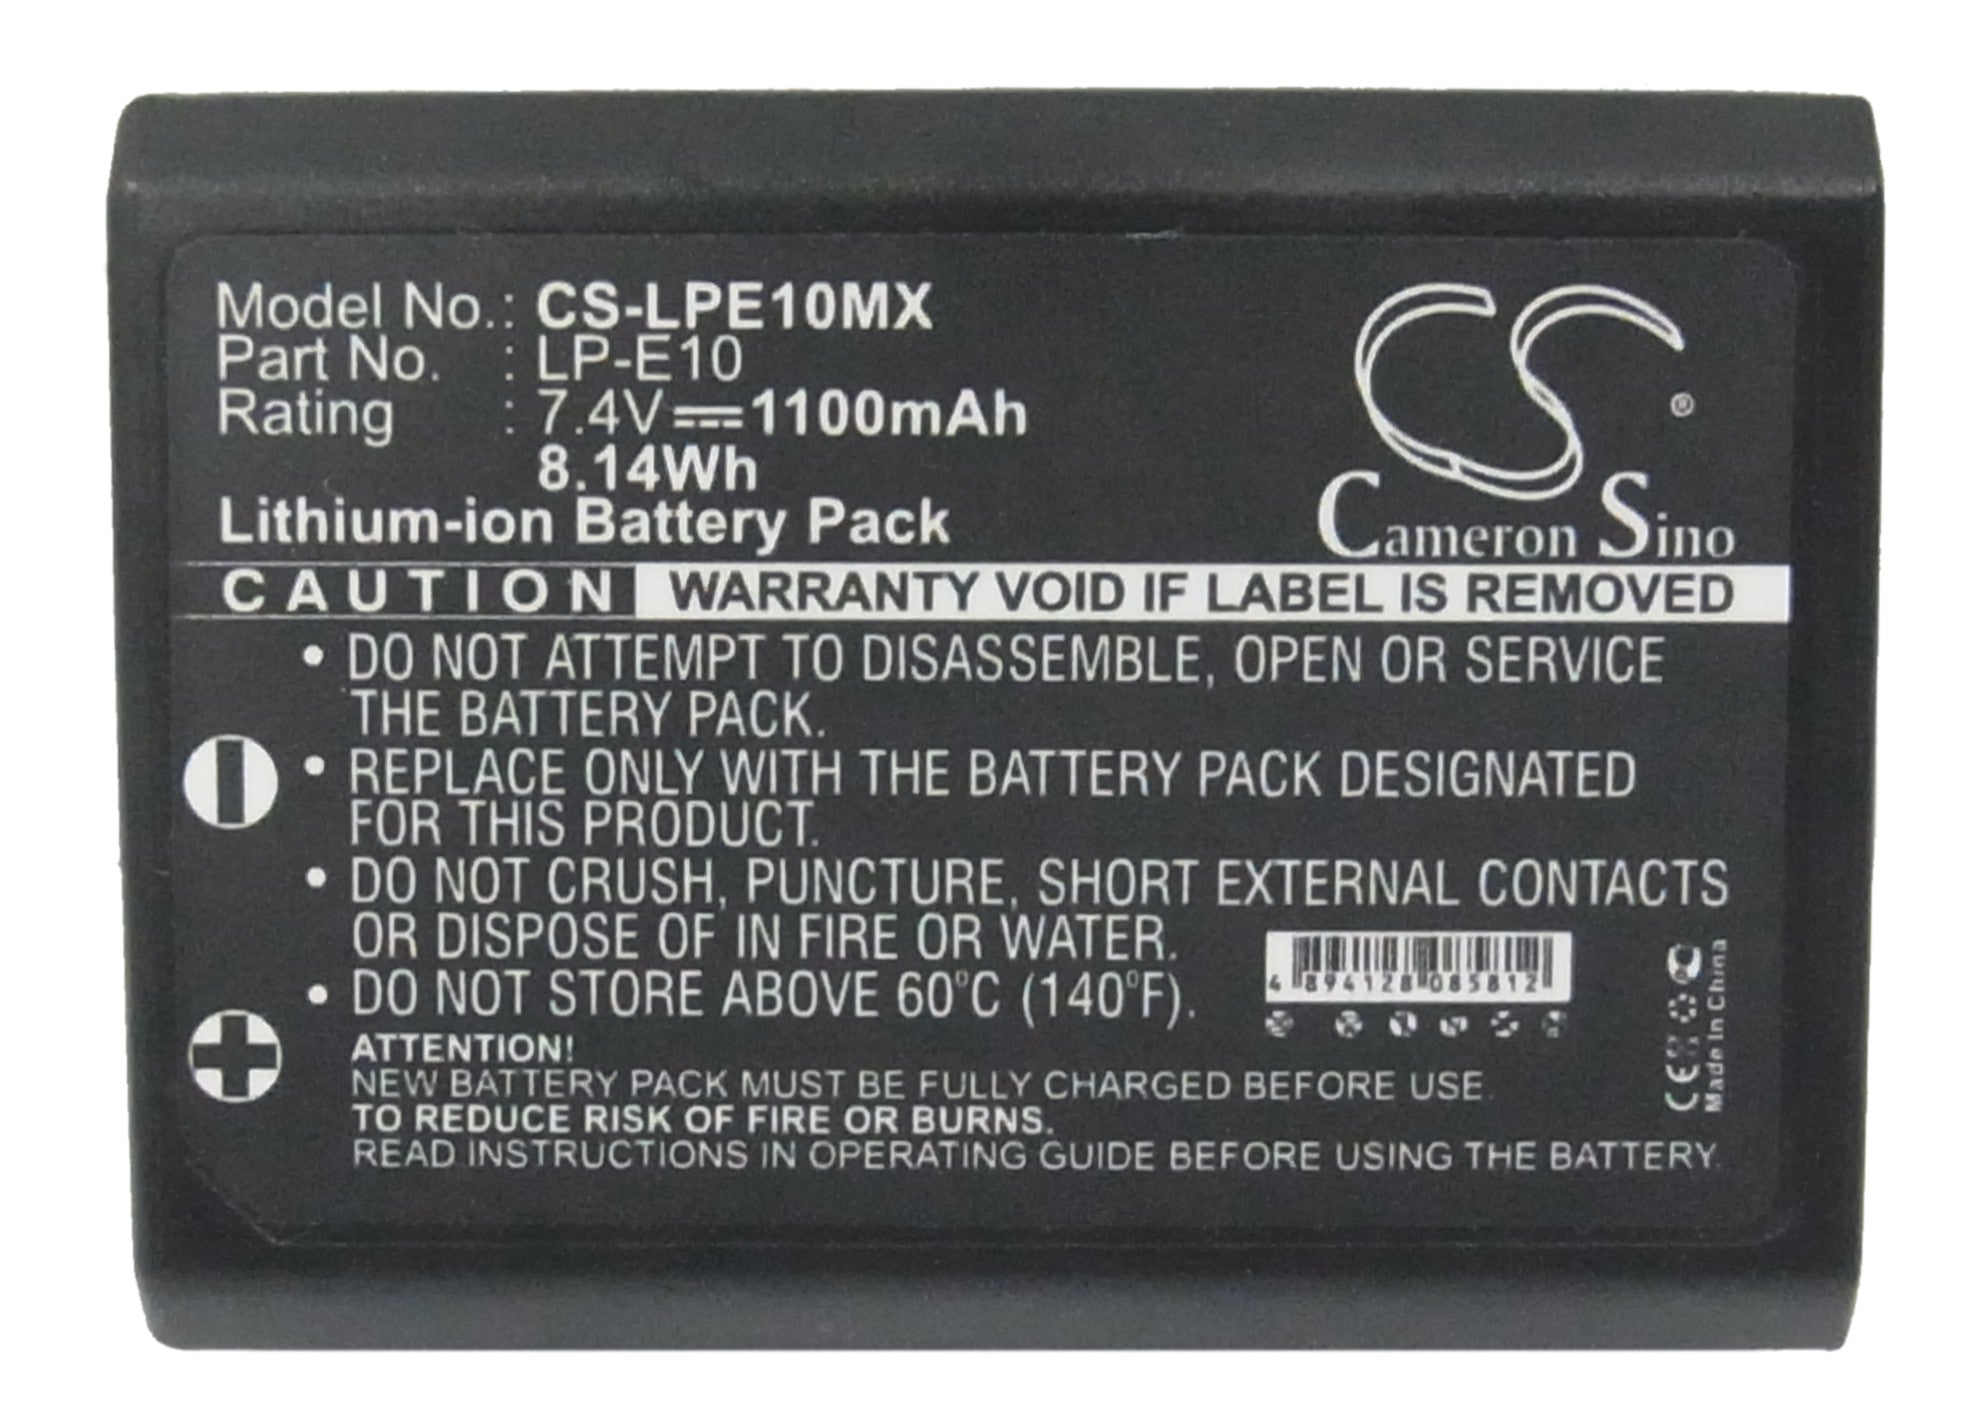 Model No.: CS-LPE10MX
Part No. : LP-E10
Rating : 7.4V⎓1100mAh
8.14Wh
Lithium-ion Battery Pack
CS ®
Cameron Sino
CAUTION WARRANTY VOID IF LABEL IS REMOVED
• DO NOT ATTEMPT TO DISASSEMBLE, OPEN OR SERVICE
THE BATTERY PACK.
• REPLACE ONLY WITH THE BATTERY PACK DESIGNATED
FOR THIS PRODUCT.
• DO NOT CRUSH, PUNCTURE, SHORT EXTERNAL CONTACTS
OR DISPOSE OF IN FIRE OR WATER.
• DO NOT STORE ABOVE 60°C (140°F).
4 894128 085812
ATTENTION!
NEW BATTERY PACK MUST BE FULLY CHARGED BEFORE USE.
TO REDUCE RISK OF FIRE OR BURNS.
READ INSTRUCTIONS IN OPERATING GUIDE BEFORE USING THE BATTERY.
CE
Made In China